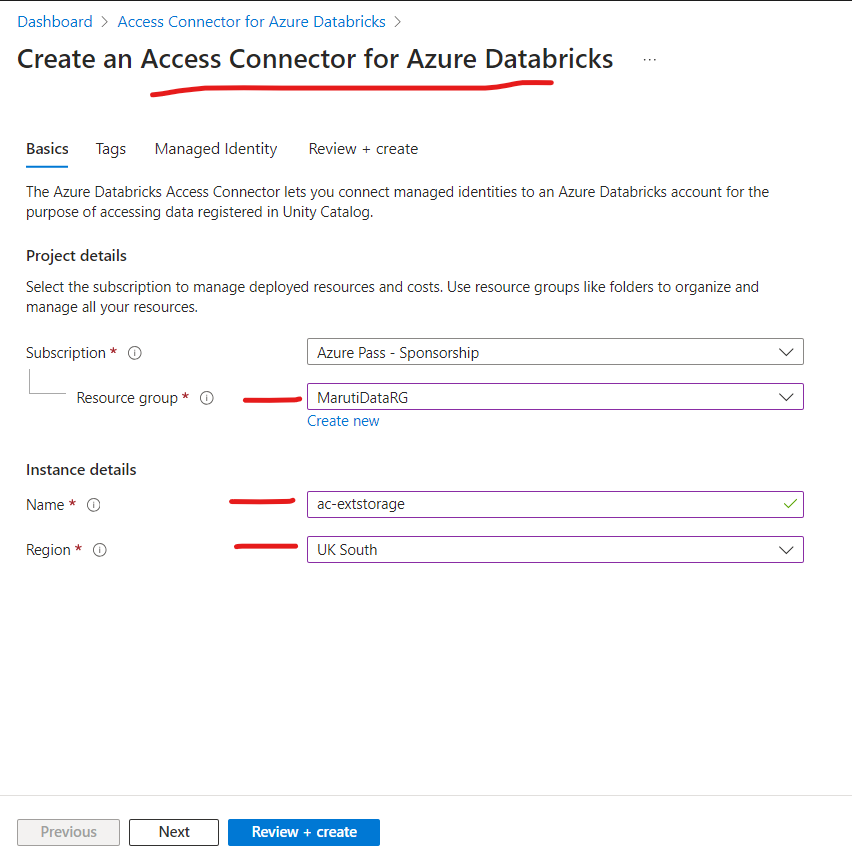 Dashboard > Access Connector for Azure Databricks >
Create an Access Connector for Azure Databricks ...
Basics Tags Managed Identity Review + create
The Azure Databricks Access Connector lets you connect managed identities to an Azure Databricks account for the
purpose of accessing data registered in Unity Catalog.
Project details
Select the subscription to manage deployed resources and costs. Use resource groups like folders to organize and
manage all your resources.
Subscription * Azure Pass - Sponsorship
Resource group * MarutiDataRG
Create new
Instance details
Name * ac-extstorage
Region * UK South
Previous Next Review + create